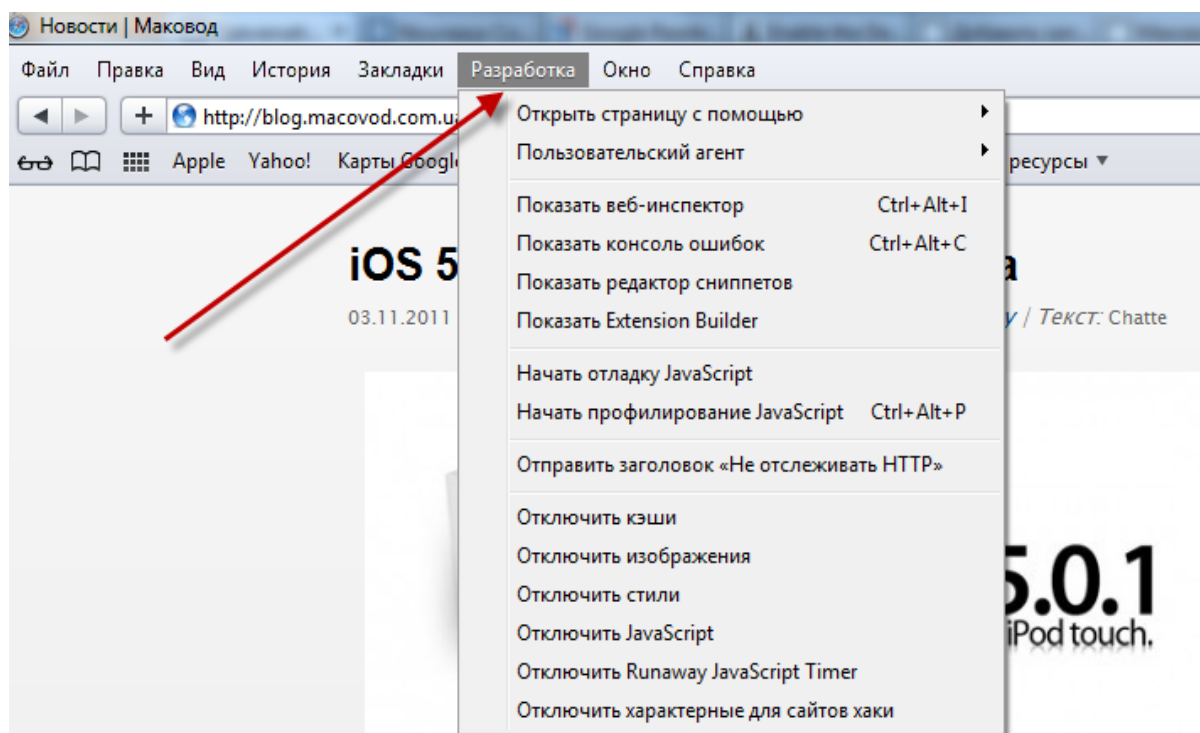 Новости | Маковод
Файл Правка Вид История Закладки Разработка Окно Справка
http://blog.macovod.com.ua
Apple Yahoo! Карты Google ресурсы
Открыть страницу с помощью
Пользовательский агент
Показать веб-инспектор Ctrl+Alt+I
Показать консоль ошибок Ctrl+Alt+C
Показать редактор сниппетов
Показать Extension Builder
Начать отладку JavaScript
Начать профилирование JavaScript Ctrl+Alt+P
Отправить заголовок «Не отслеживать HTTP»
Отключить кэши
Отключить изображения
Отключить стили
Отключить JavaScript
Отключить Runaway JavaScript Timer
Отключить характерные для сайтов хаки
iOS 5 а
03.11.2011 у / Текст: Chatte
5.0.1
iPod touch.